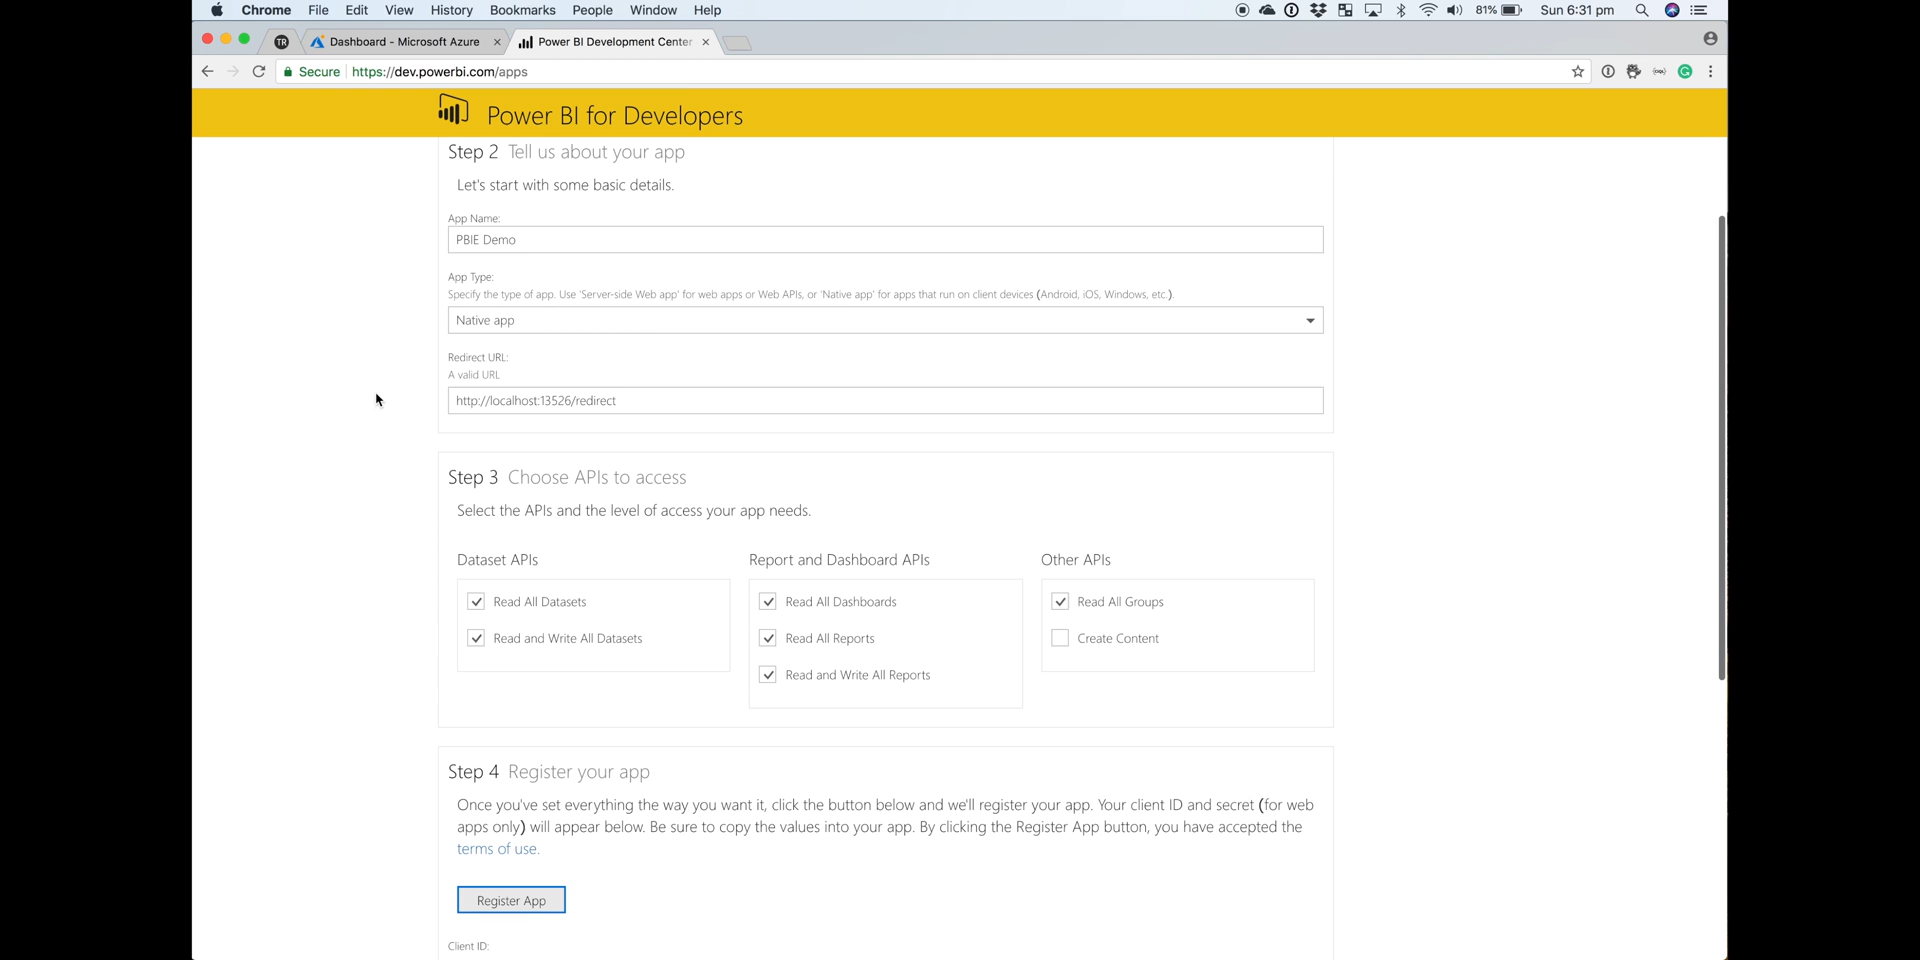 Chrome File Edit View History Bookmarks People Window Help 81% Sun 6:31 pm
TR Dashboard - Microsoft Azure Power BI Development Center
Secure https://dev.powerbi.com/apps
Power BI for Developers
Step 2 Tell us about your app
Let's start with some basic details.
App Name:
PBIE Demo
App Type:
Specify the type of app. Use 'Server-side Web app' for web apps or Web APIs, or 'Native app' for apps that run on client devices (Android, iOS, Windows, etc.).
Native app
Redirect URL:
A valid URL
http://localhost:13526/redirect
Step 3 Choose APIs to access
Select the APIs and the level of access your app needs.
Dataset APIs Report and Dashboard APIs Other APIs
Read All Datasets Read All Dashboards Read All Groups
Read and Write All Datasets Read All Reports Create Content
Read and Write All Reports
Step 4 Register your app
Once you've set everything the way you want it, click the button below and we'll register your app. Your client ID and secret (for web
apps only) will appear below. Be sure to copy the values into your app. By clicking the Register App button, you have accepted the
terms of use.
Register App
Client ID: